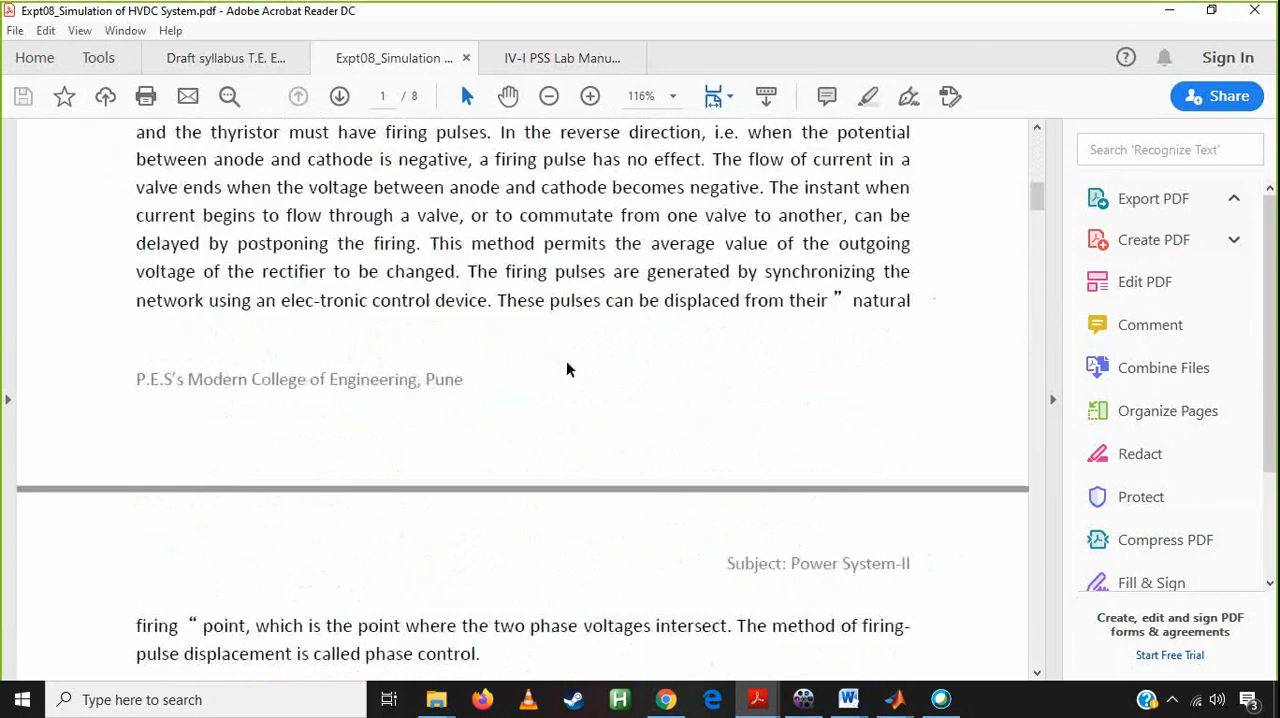 Expt08_Simulation of HVDC System.pdf - Adobe Acrobat Reader DC
File Edit View Window Help
Home Tools Draft syllabus T.E. E... Expt08_Simulation ... × IV-I PSS Lab Manu... Sign In
1 / 8 116% Share
and the thyristor must have firing pulses. In the reverse direction, i.e. when the potential
between anode and cathode is negative, a firing pulse has no effect. The flow of current in a
valve ends when the voltage between anode and cathode becomes negative. The instant when
current begins to flow through a valve, or to commutate from one valve to another, can be
delayed by postponing the firing. This method permits the average value of the outgoing
voltage of the rectifier to be changed. The firing pulses are generated by synchronizing the
network using an elec-tronic control device. These pulses can be displaced from their ” natural
P.E.S’s Modern College of Engineering, Pune
Subject: Power System-II
firing “ point, which is the point where the two phase voltages intersect. The method of firing-
pulse displacement is called phase control.
Search 'Recognize Text'
Export PDF
Create PDF
Edit PDF
Comment
Combine Files
Organize Pages
Redact
Protect
Compress PDF
Fill & Sign
Create, edit and sign PDF
forms & agreements
Start Free Trial
Type here to search
3